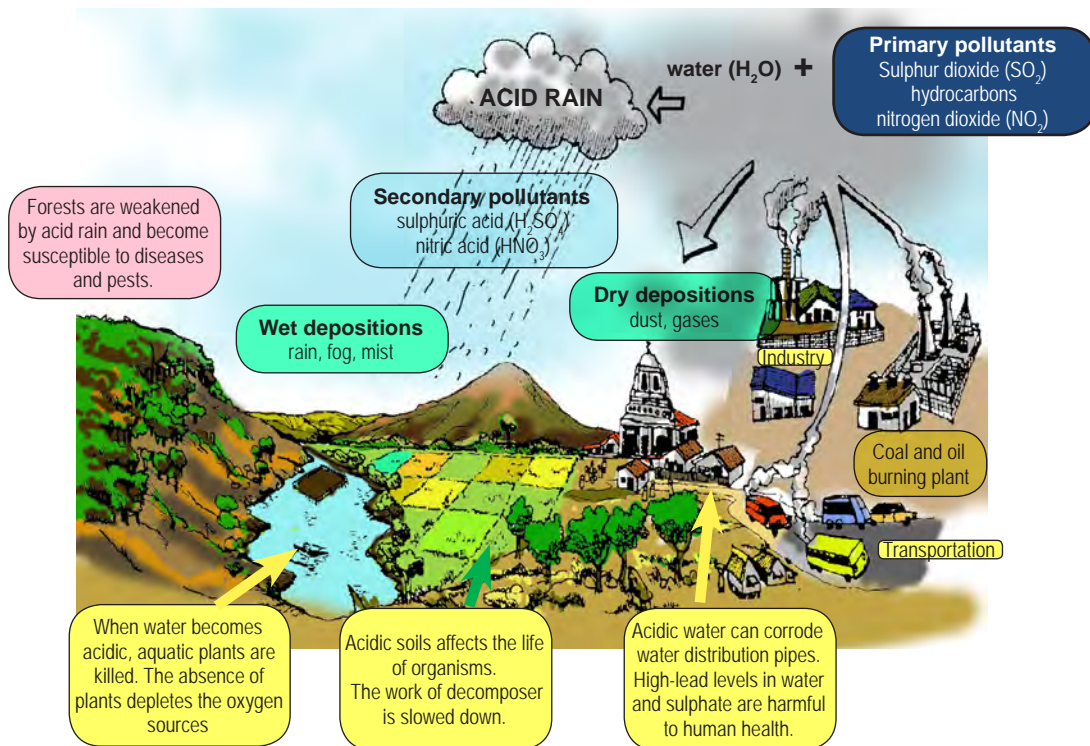 Primary pollutants
Sulphur dioxide (SO₂)
hydrocarbons
nitrogen dioxide (NO₂)
water (H₂O) +
ACID RAIN
Secondary pollutants
sulphuric acid (H₂SO₄)
nitric acid (HNO₃)
Forests are weakened
by acid rain and become
susceptible to diseases
and pests.
Wet depositions
rain, fog, mist
Dry depositions
dust, gases
Industry
Coal and oil
burning plant
Transportation
When water becomes
acidic, aquatic plants are
killed. The absence of
plants depletes the oxygen
sources
Acidic soils affects the life
of organisms.
The work of decomposer
is slowed down.
Acidic water can corrode
water distribution pipes.
High-lead levels in water
and sulphate are harmful
to human health.